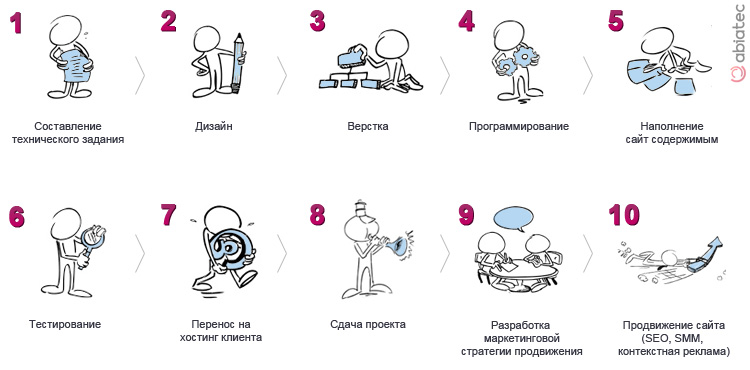 1
2
3
4
5
abiatec
Составление
технического задания
Дизайн
Верстка
Программирование
Наполнение
сайт содержимым
6
7
8
9
10
Тестирование
Перенос на
хостинг клиента
Сдача проекта
Разработка
маркетинговой
стратегии продвижения
Продвижение сайта
(SEO, SMM,
контекстная реклама)